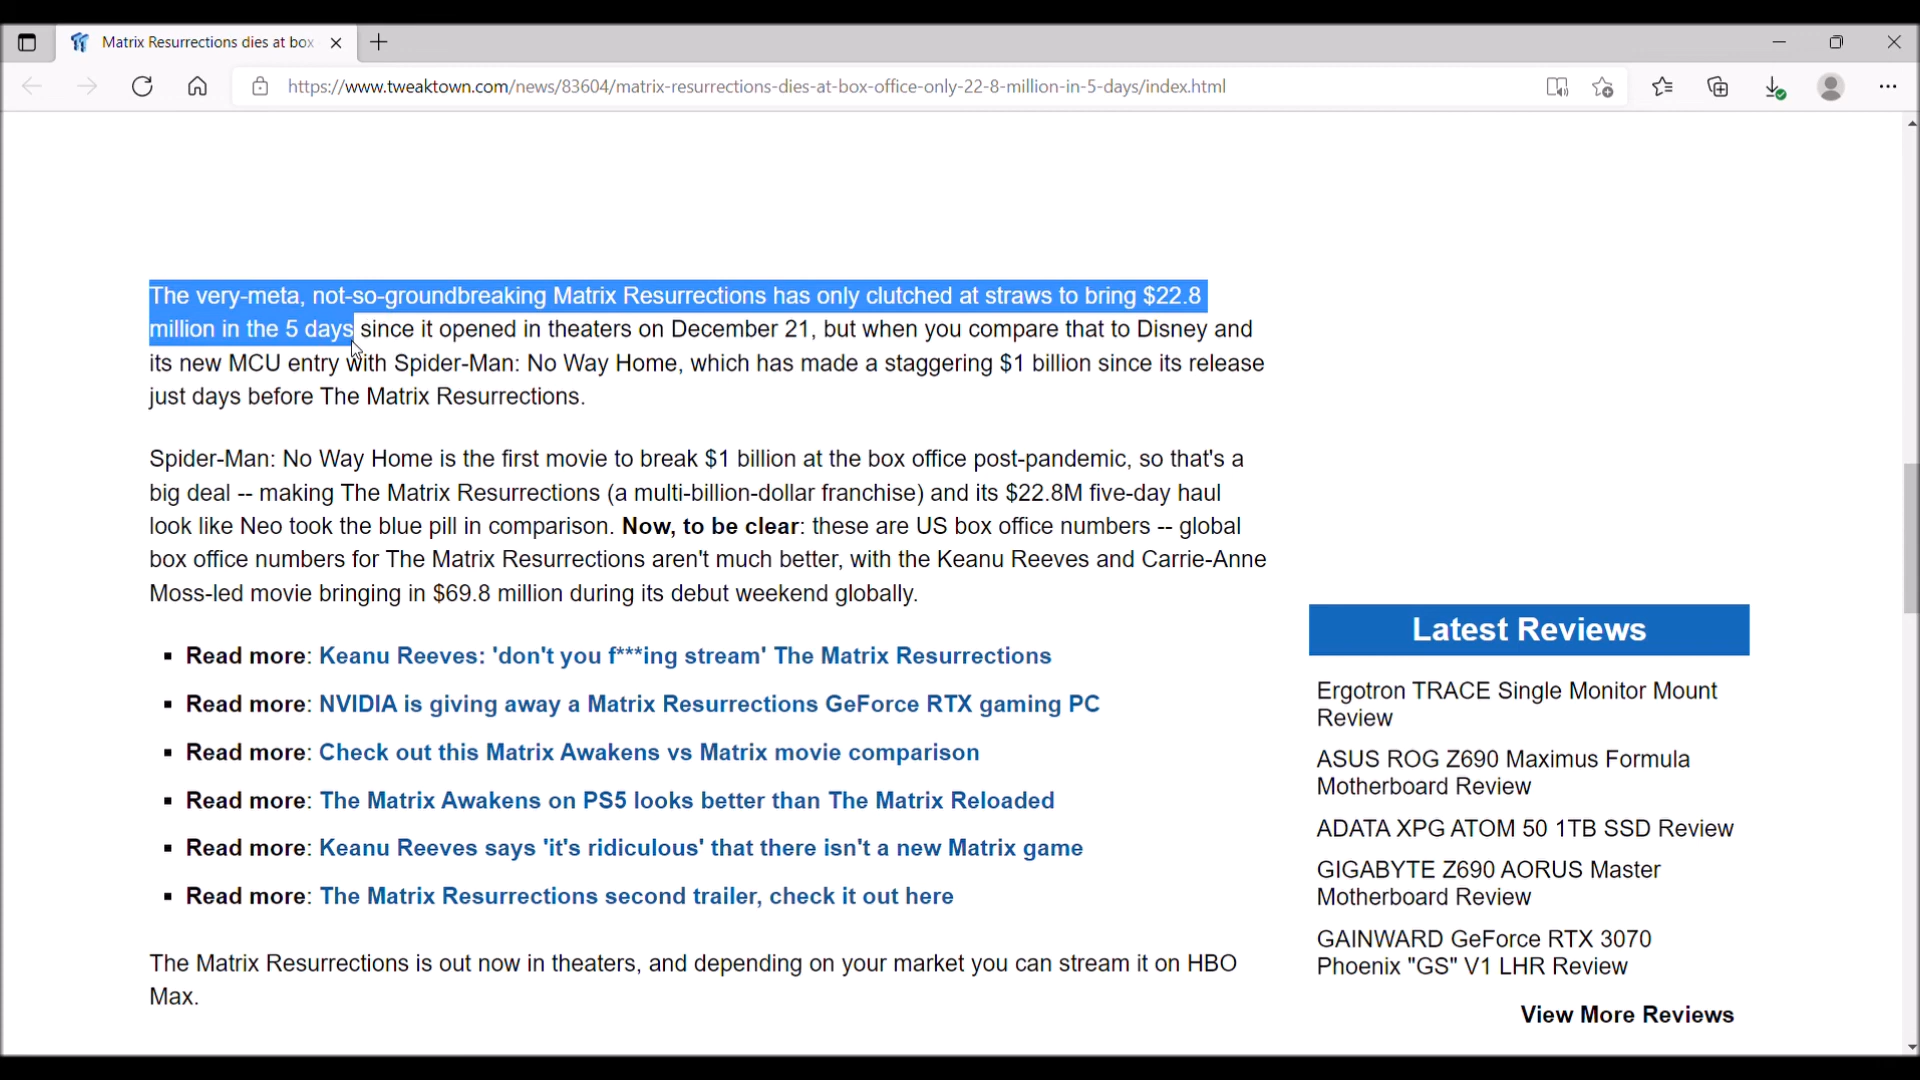 Matrix Resurrections dies at box
https://www.tweaktown.com/news/83604/matrix-resurrections-dies-at-box-office-only-22-8-million-in-5-days/index.html
The very-meta, not-so-groundbreaking Matrix Resurrections has only clutched at straws to bring $22.8
million in the 5 days since it opened in theaters on December 21, but when you compare that to Disney and
its new MCU entry with Spider-Man: No Way Home, which has made a staggering $1 billion since its release
just days before The Matrix Resurrections.
Spider-Man: No Way Home is the first movie to break $1 billion at the box office post-pandemic, so that's a
big deal -- making The Matrix Resurrections (a multi-billion-dollar franchise) and its $22.8M five-day haul
look like Neo took the blue pill in comparison. Now, to be clear: these are US box office numbers -- global
box office numbers for The Matrix Resurrections aren't much better, with the Keanu Reeves and Carrie-Anne
Moss-led movie bringing in $69.8 million during its debut weekend globally.
▪ Read more: Keanu Reeves: 'don't you f***ing stream' The Matrix Resurrections
▪ Read more: NVIDIA is giving away a Matrix Resurrections GeForce RTX gaming PC
▪ Read more: Check out this Matrix Awakens vs Matrix movie comparison
▪ Read more: The Matrix Awakens on PS5 looks better than The Matrix Reloaded
▪ Read more: Keanu Reeves says 'it's ridiculous' that there isn't a new Matrix game
▪ Read more: The Matrix Resurrections second trailer, check it out here
The Matrix Resurrections is out now in theaters, and depending on your market you can stream it on HBO
Max.
Latest Reviews
Ergotron TRACE Single Monitor Mount
Review
ASUS ROG Z690 Maximus Formula
Motherboard Review
ADATA XPG ATOM 50 1TB SSD Review
GIGABYTE Z690 AORUS Master
Motherboard Review
GAINWARD GeForce RTX 3070
Phoenix "GS" V1 LHR Review
View More Reviews